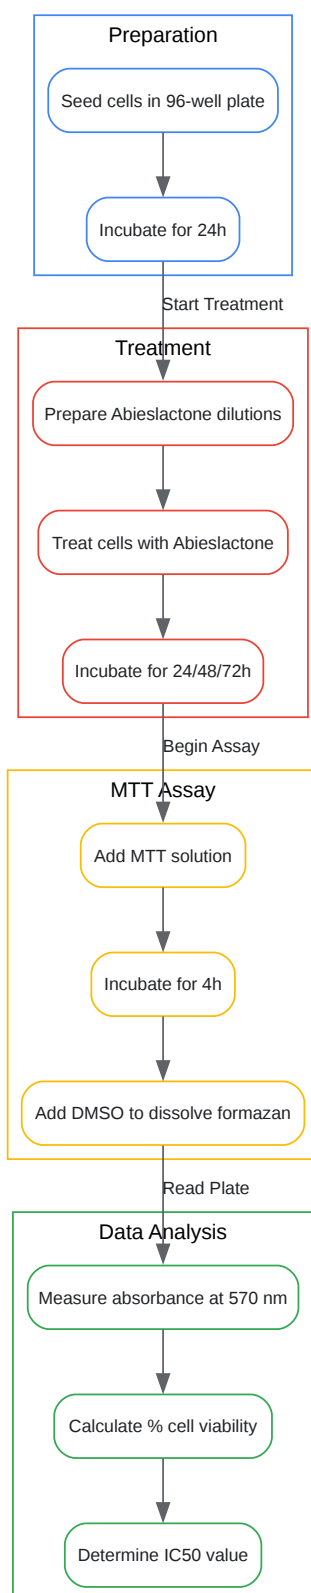 Preparation
Seed cells in 96-well plate
Incubate for 24h
Start Treatment
Treatment
Prepare Abieslactone dilutions
Treat cells with Abieslactone
Incubate for 24/48/72h
Begin Assay
MTT Assay
Add MTT solution
Incubate for 4h
Add DMSO to dissolve formazan
Read Plate
Data Analysis
Measure absorbance at 570 nm
Calculate % cell viability
Determine IC50 value